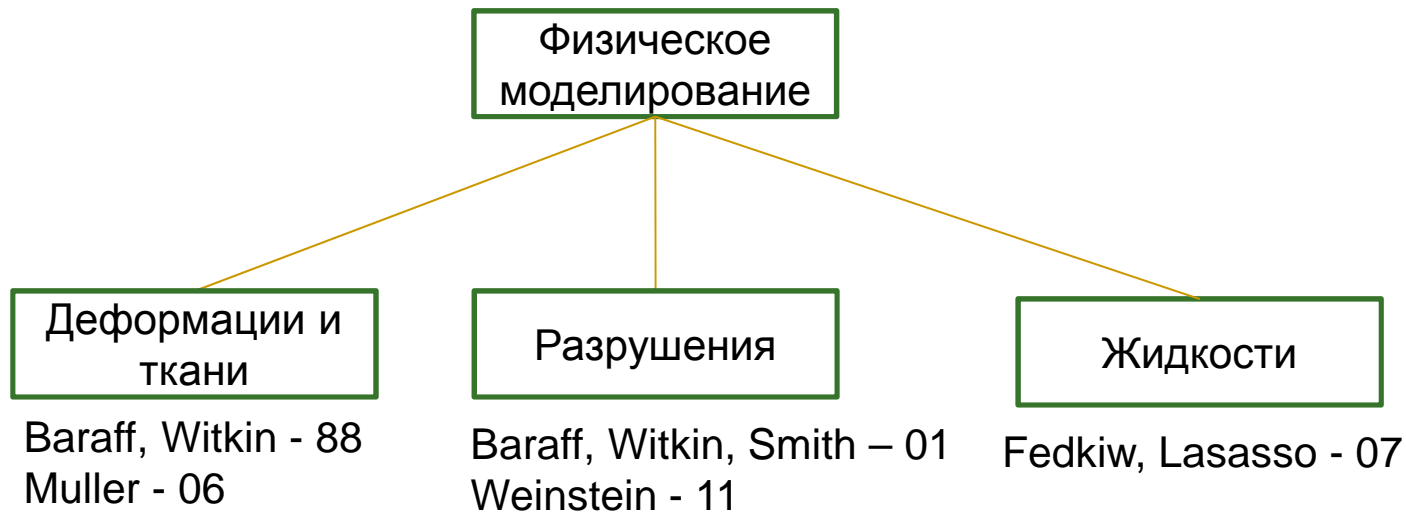 Физическое
моделирование
Деформации и
ткани
Baraff, Witkin - 88
Muller - 06
Разрушения
Baraff, Witkin, Smith – 01
Weinstein - 11
Жидкости
Fedkiw, Lasasso - 07